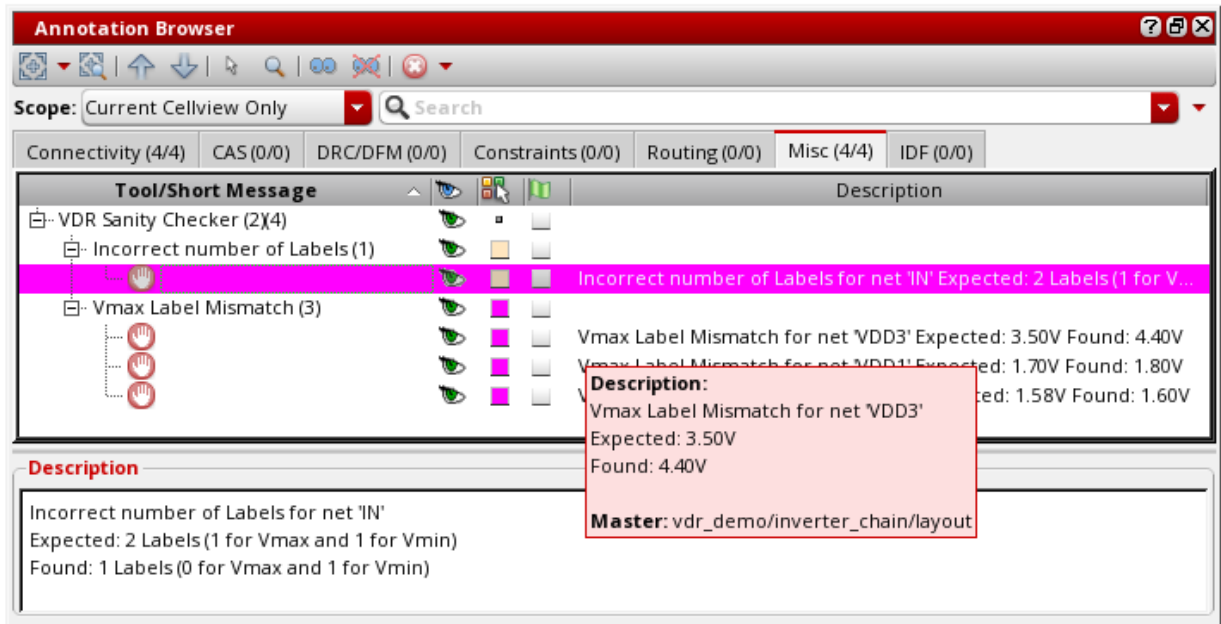 Annotation Browser
Scope: Current Cellview Only Search
Connectivity (4/4) CAS (0/0) DRC/DFM (0/0) Constraints (0/0) Routing (0/0) Misc (4/4) IDF (0/0)
Tool/Short Message Description
VDR Sanity Checker (2)(4)
Incorrect number of Labels (1)
Incorrect number of Labels for net 'IN' Expected: 2 Labels (1 for V...
Vmax Label Mismatch (3)
Vmax Label Mismatch for net 'VDD3' Expected: 3.50V Found: 4.40V
Vmax Label Mismatch for net 'VDD1' Expected: 1.70V Found: 1.80V
1.58V Found: 1.60V
Description:
Vmax Label Mismatch for net 'VDD3'
Expected: 3.50V
Found: 4.40V
Master: vdr_demo/inverter_chain/layout
Description
Incorrect number of Labels for net 'IN'
Expected: 2 Labels (1 for Vmax and 1 for Vmin)
Found: 1 Labels (0 for Vmax and 1 for Vmin)